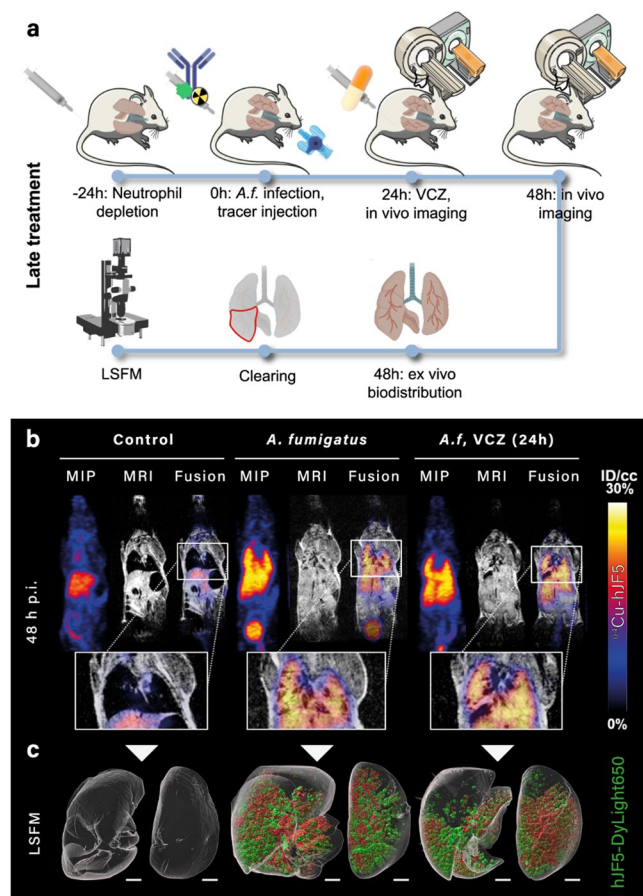 a
Late treatment
-24h: Neutrophil
depletion
0h: A.f. infection,
tracer injection
24h: VCZ,
in vivo imaging
48h: in vivo
imaging
LSFM
Clearing
48h: ex vivo
biodistribution
b
Control
A. fumigatus
A.f, VCZ (24h)
MIP MRI Fusion
MIP MRI Fusion
MIP MRI Fusion
48 h p.i.
ID/cc
30%
⁶⁴Cu-hJF5
0%
c
LSFM
hJF5-DyLight650